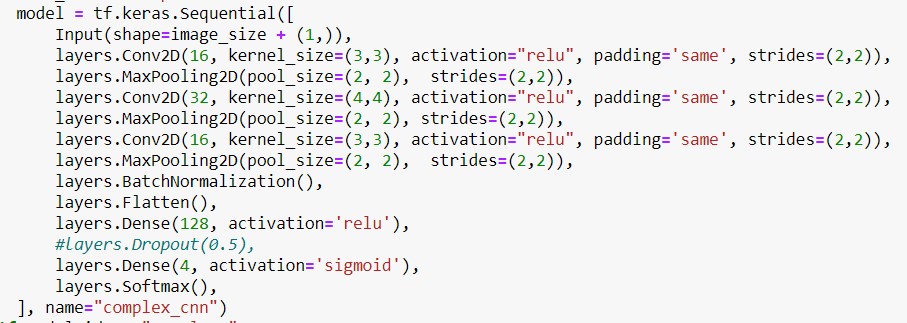 model = tf.keras.Sequential([
    Input(shape=image_size + (1,)),
    layers.Conv2D(16, kernel_size=(3,3), activation="relu", padding='same', strides=(2,2)),
    layers.MaxPooling2D(pool_size=(2, 2),  strides=(2,2)),
    layers.Conv2D(32, kernel_size=(4,4), activation="relu", padding='same', strides=(2,2)),
    layers.MaxPooling2D(pool_size=(2, 2), strides=(2,2)),
    layers.Conv2D(16, kernel_size=(3,3), activation="relu", padding='same', strides=(2,2)),
    layers.MaxPooling2D(pool_size=(2, 2),  strides=(2,2)),
    layers.BatchNormalization(),
    layers.Flatten(),
    layers.Dense(128, activation='relu'),
    #layers.Dropout(0.5),
    layers.Dense(4, activation='sigmoid'),
    layers.Softmax(),
], name="complex_cnn")